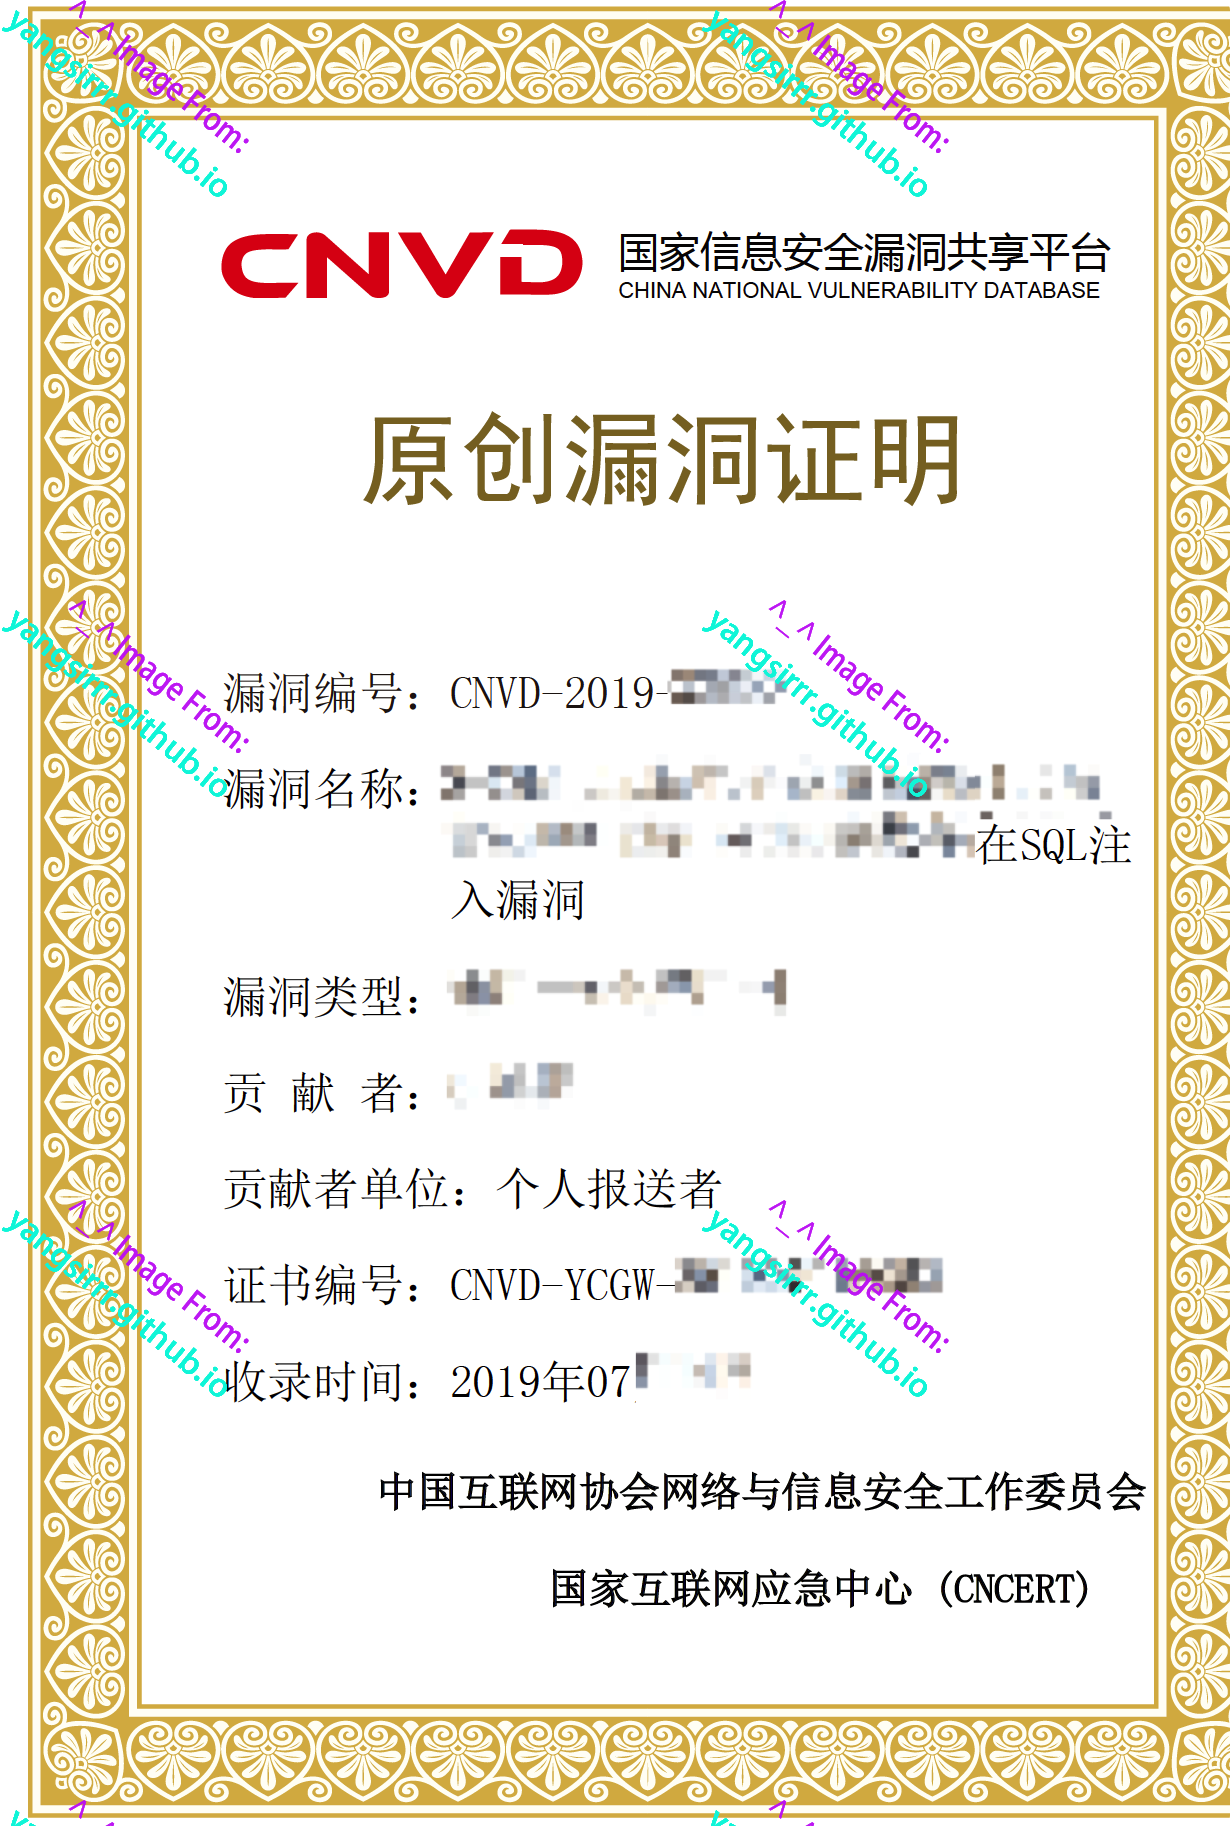 ^_^ Image From:
yangsirrr.github.io
^_^ Image From:
yangsirrr.github.io
CNVD 国家信息安全漏洞共享平台
CHINA NATIONAL VULNERABILITY DATABASE
原创漏洞证明
^_^ Image From:
yangsirrr.github.io
^_^ Image From:
yangsirrr.github.io
漏洞编号：CNVD-2019-
漏洞名称：
在SQL注
入漏洞
漏洞类型：
贡 献 者：
贡献者单位：个人报送者
^_^ Image From:
yangsirrr.github.io
^_^ Image From:
yangsirrr.github.io
证书编号：CNVD-YCGW-
收录时间：2019年07
中国互联网协会网络与信息安全工作委员会
国家互联网应急中心 (CNCERT)